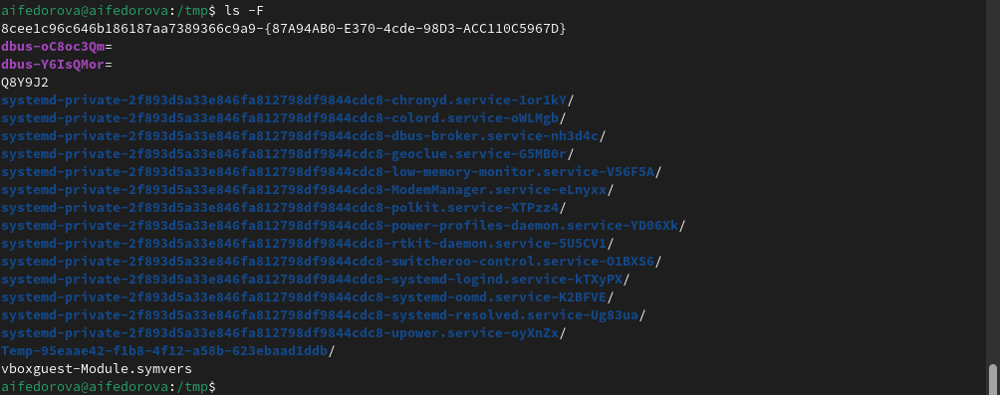 aifedorova@aifedorova:/tmp$ ls -F
8cee1c96c646b186187aa7389366c9a9-{87A94AB0-E370-4cde-98D3-ACC110C5967D}
dbus-oC8oc3Qm=
dbus-Y6IsQMor=
Q8Y9J2
systemd-private-2f893d5a33e846fa812798df9844cdc8-chronyd.service-1or1kY/
systemd-private-2f893d5a33e846fa812798df9844cdc8-colord.service-oWLMgb/
systemd-private-2f893d5a33e846fa812798df9844cdc8-dbus-broker.service-nh3d4c/
systemd-private-2f893d5a33e846fa812798df9844cdc8-geoclue.service-G5MB0r/
systemd-private-2f893d5a33e846fa812798df9844cdc8-low-memory-monitor.service-V56F5A/
systemd-private-2f893d5a33e846fa812798df9844cdc8-ModemManager.service-eLnyxx/
systemd-private-2f893d5a33e846fa812798df9844cdc8-polkit.service-XTPzz4/
systemd-private-2f893d5a33e846fa812798df9844cdc8-power-profiles-daemon.service-YD06Xk/
systemd-private-2f893d5a33e846fa812798df9844cdc8-rtkit-daemon.service-5U5CV1/
systemd-private-2f893d5a33e846fa812798df9844cdc8-switcheroo-control.service-O1BXS6/
systemd-private-2f893d5a33e846fa812798df9844cdc8-systemd-logind.service-kTXyPX/
systemd-private-2f893d5a33e846fa812798df9844cdc8-systemd-oomd.service-K2BFVE/
systemd-private-2f893d5a33e846fa812798df9844cdc8-systemd-resolved.service-Ug83ua/
systemd-private-2f893d5a33e846fa812798df9844cdc8-upower.service-oyXnZx/
Temp-95eaae42-f1b8-4f12-a58b-623ebaad1ddb/
vboxguest-Module.symvers
aifedorova@aifedorova:/tmp$